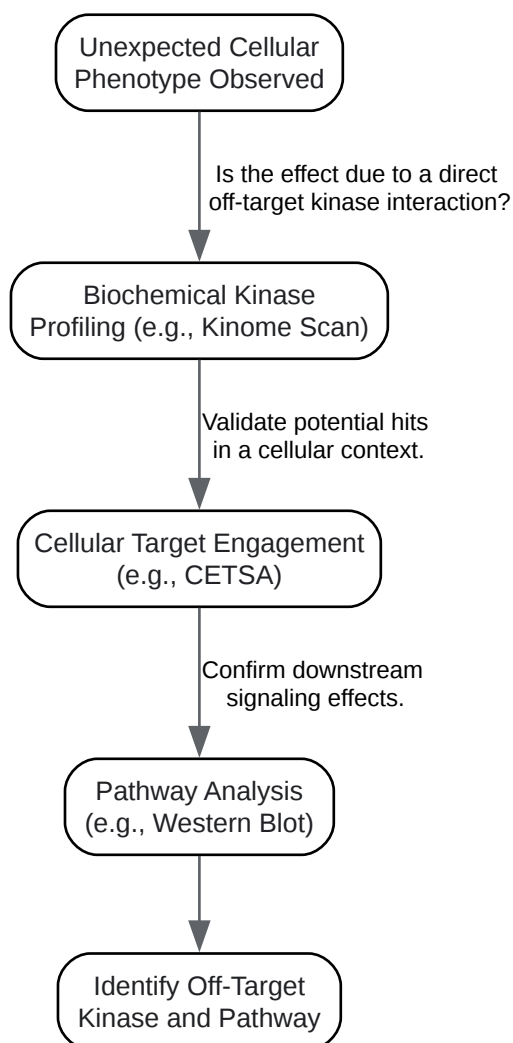 Unexpected Cellular
Phenotype Observed
Is the effect due to a direct
off-target kinase interaction?
Biochemical Kinase
Profiling (e.g., Kinome Scan)
Validate potential hits
in a cellular context.
Cellular Target Engagement
(e.g., CETSA)
Confirm downstream
signaling effects.
Pathway Analysis
(e.g., Western Blot)
Identify Off-Target
Kinase and Pathway